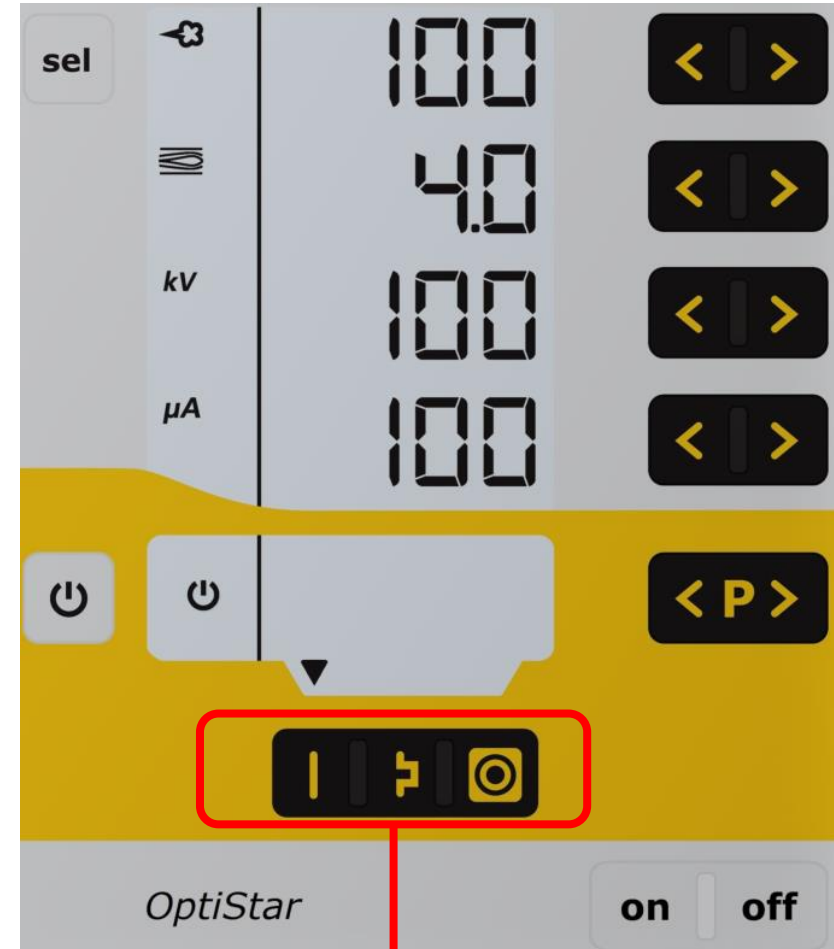 sel 100 < >
4.0 < >
kV 100 < >
µA 100 < >
< P >
OptiStar on off